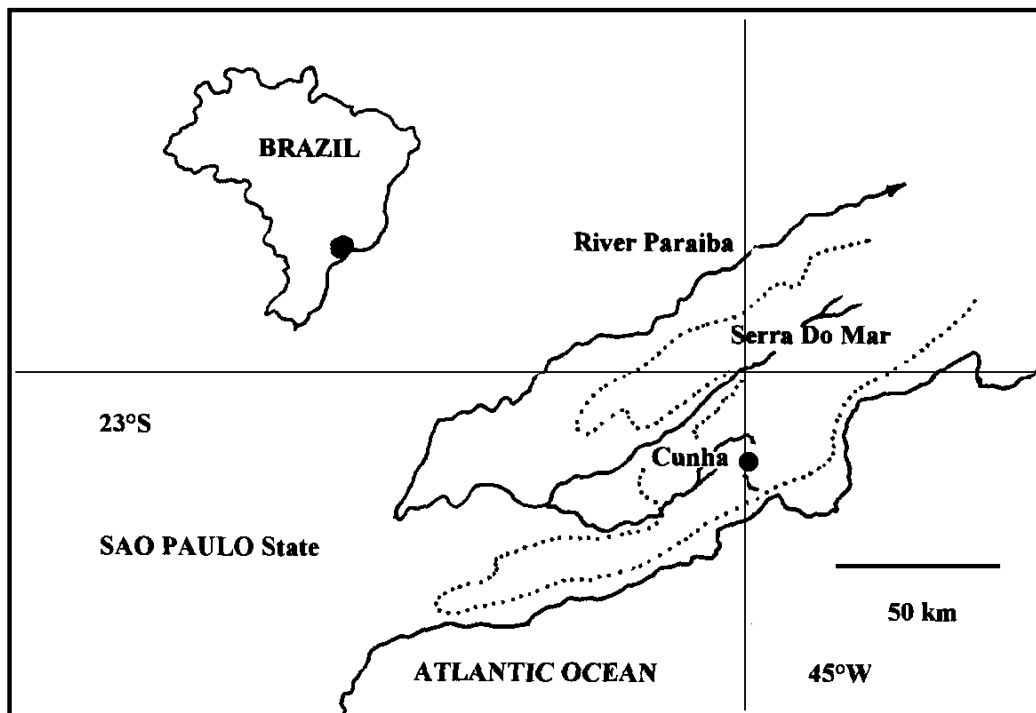 BRAZIL
River Paraiba
Serra Do Mar
23°S
Cunha
SAO PAULO State
50 km
ATLANTIC OCEAN
45°W